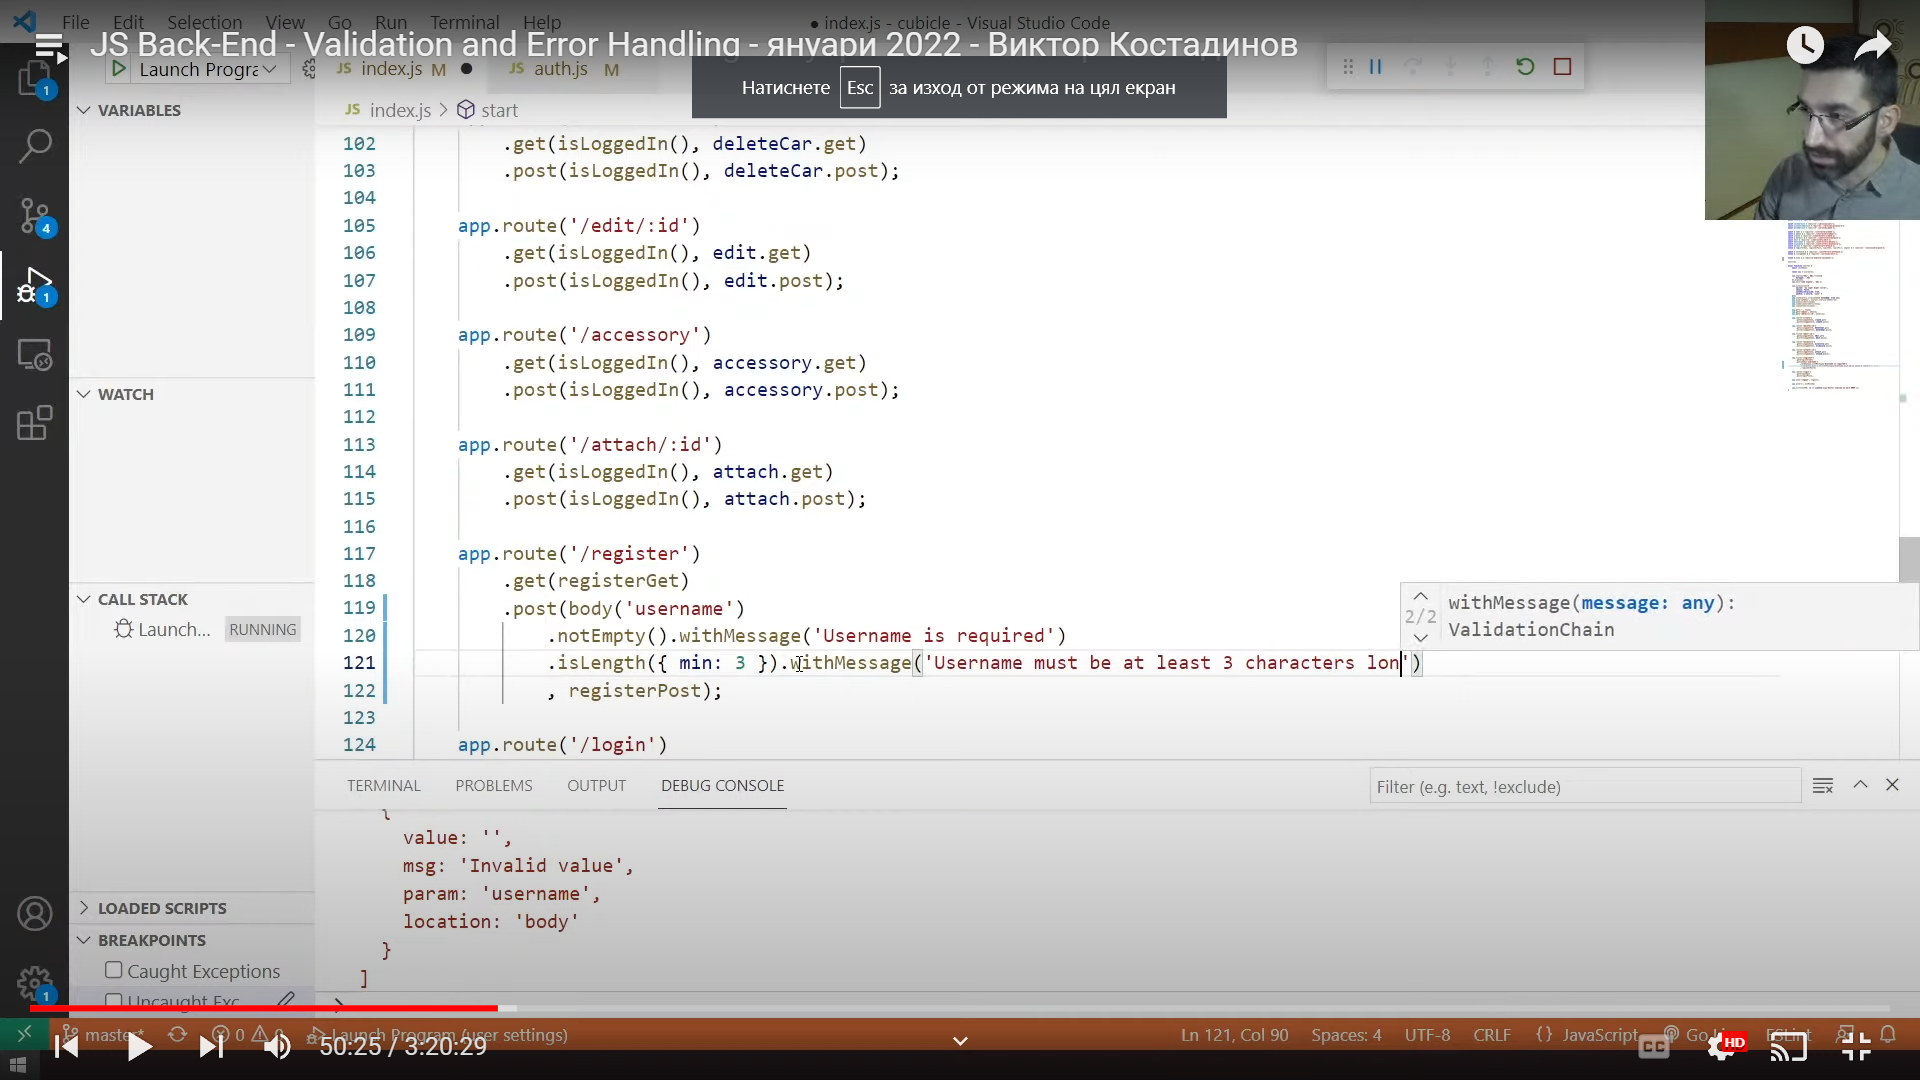 File Edit Selection View Go Run Terminal Help
● index.js - cubicle - Visual Studio Code
JS Back-End - Validation and Error Handling - януари 2022 - Виктор Костадинов
Launch Progra
JS index.js M ●
JS auth.js M
Натиснете Esc за изход от режима на цял екран
JS index.js > start
VARIABLES
WATCH
CALL STACK
Launch... RUNNING
LOADED SCRIPTS
BREAKPOINTS
Caught Exceptions
Uncaught Exc
1
4
1
1
102 .get(isLoggedIn(), deleteCar.get)
103 .post(isLoggedIn(), deleteCar.post);
104
105 app.route('/edit/:id')
106 .get(isLoggedIn(), edit.get)
107 .post(isLoggedIn(), edit.post);
108
109 app.route('/accessory')
110 .get(isLoggedIn(), accessory.get)
111 .post(isLoggedIn(), accessory.post);
112
113 app.route('/attach/:id')
114 .get(isLoggedIn(), attach.get)
115 .post(isLoggedIn(), attach.post);
116
117 app.route('/register')
118 .get(registerGet)
119 .post(body('username')
120 .notEmpty().withMessage('Username is required')
121 .isLength({ min: 3 }).withMessage('Username must be at least 3 characters lon')
122 , registerPost);
123
124 app.route('/login')
2/2
withMessage(message: any):
ValidationChain
TERMINAL PROBLEMS OUTPUT DEBUG CONSOLE
Filter (e.g. text, !exclude)
{
value: '',
msg: 'Invalid value',
param: 'username',
location: 'body'
}
]
master* 0 0 Launch Program (user settings)
Ln 121, Col 90 Spaces: 4 UTF-8 CRLF {} JavaScript
ESLint
50:25 / 3:20:29
CC
HD